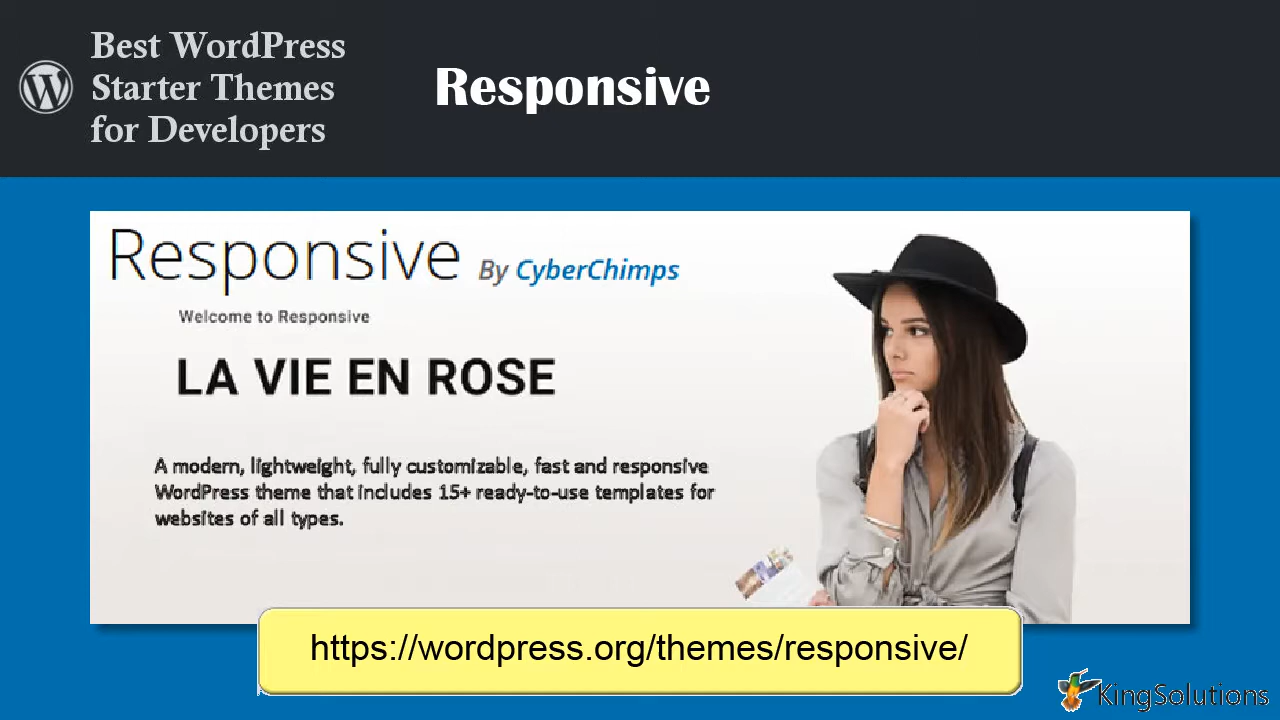 Best WordPress
Starter Themes
for Developers
Responsive
Responsive By CyberChimps
Welcome to Responsive
LA VIE EN ROSE
A modern, lightweight, fully customizable, fast and responsive
WordPress theme that includes 15+ ready-to-use templates for
websites of all types.
https://wordpress.org/themes/responsive/
KingSolutions